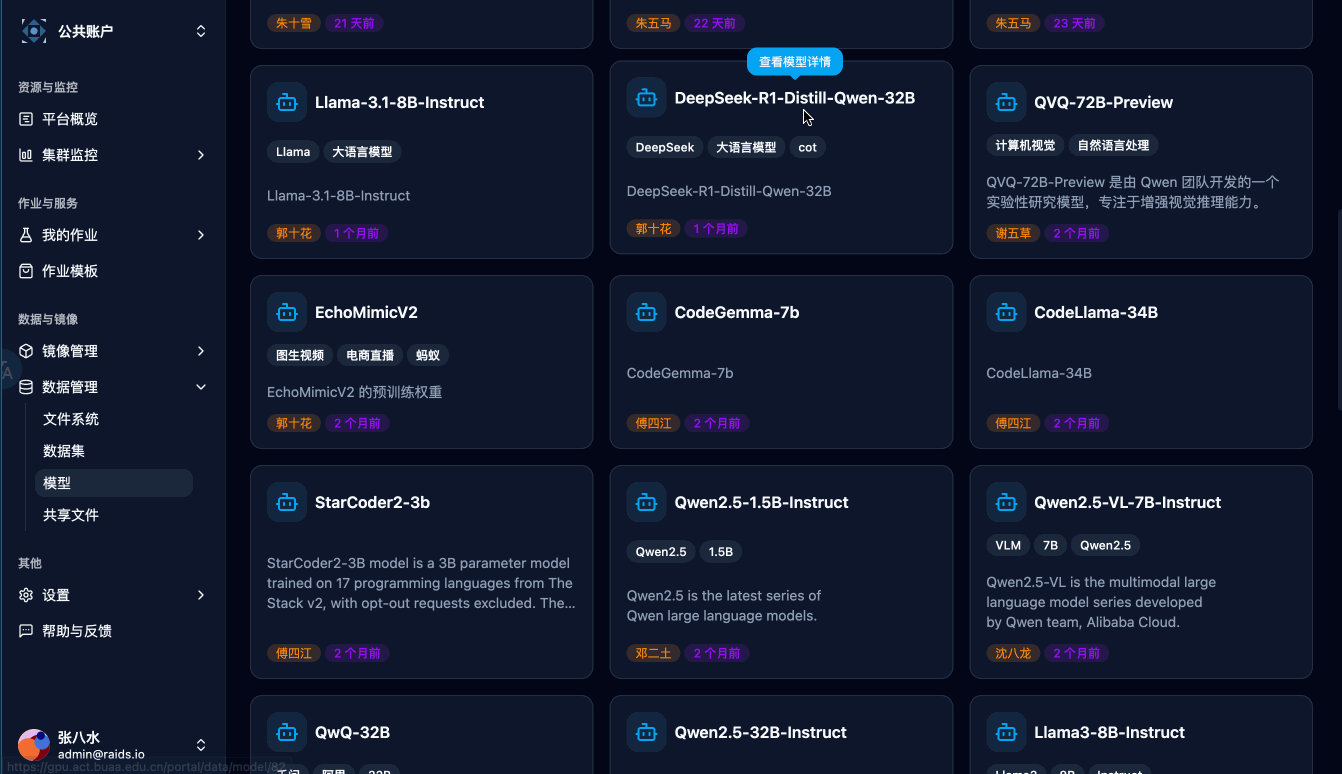 公共账户
资源与监控
平台概览
集群监控
作业与服务
我的作业
作业模板
数据与镜像
镜像管理
数据管理
文件系统
数据集
模型
共享文件
其他
设置
帮助与反馈
张八水
admin@raids.io
https://gpu.act.buaa.edu.cn/portal/data/model/82
朱十雪 21 天前
朱五马 22 天前
朱五马 23 天前
Llama-3.1-8B-Instruct
Llama 大语言模型
Llama-3.1-8B-Instruct
郭十花 1 个月前
查看模型详情
DeepSeek-R1-Distill-Qwen-32B
DeepSeek 大语言模型 cot
DeepSeek-R1-Distill-Qwen-32B
郭十花 1 个月前
QVQ-72B-Preview
计算机视觉 自然语言处理
QVQ-72B-Preview 是由 Qwen 团队开发的一个
实验性研究模型，专注于增强视觉推理能力。
谢五草 2 个月前
EchoMimicV2
图生视频 电商直播 蚂蚁
EchoMimicV2 的预训练权重
郭十花 2 个月前
CodeGemma-7b
CodeGemma-7b
傅四江 2 个月前
CodeLlama-34B
CodeLlama-34B
傅四江 2 个月前
StarCoder2-3b
StarCoder2-3B model is a 3B parameter model
trained on 17 programming languages from The
Stack v2, with opt-out requests excluded. The...
傅四江 2 个月前
Qwen2.5-1.5B-Instruct
Qwen2.5 1.5B
Qwen2.5 is the latest series of
Qwen large language models.
邓二土 2 个月前
Qwen2.5-VL-7B-Instruct
VLM 7B Qwen2.5
Qwen2.5-VL is the multimodal large
language model series developed
by Qwen team, Alibaba Cloud.
沈八龙 2 个月前
QwQ-32B
千问 阿里 32B
Qwen2.5-32B-Instruct
Llama3-8B-Instruct
Llama3 8B Instruct